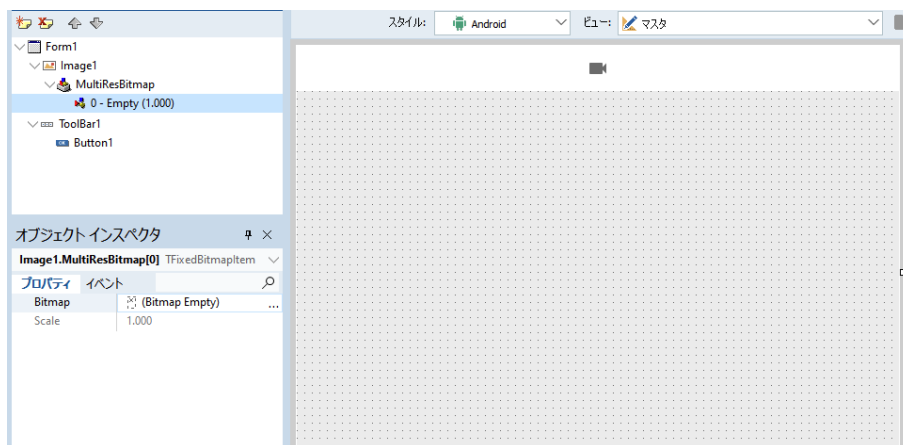 スタイル: Android ビュー: マスタ
Form1
Image1
MultiResBitmap
0 - Empty (1.000)
ToolBar1
Button1
オブジェクト インスペクタ
Image1.MultiResBitmap[0] TFixedBitmapItem
プロパティ イベント
Bitmap (Bitmap Empty) ...
Scale 1.000